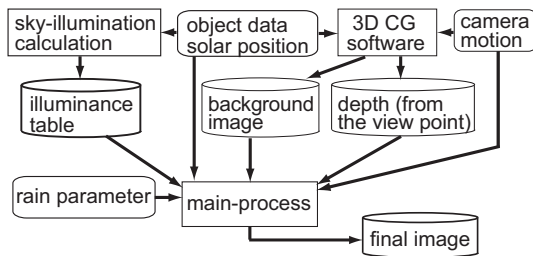 sky-illumination
calculation
object data
solar position
3D CG
software
camera
motion
illuminance
table
background
image
depth (from
the view point)
rain parameter
main-process
final image